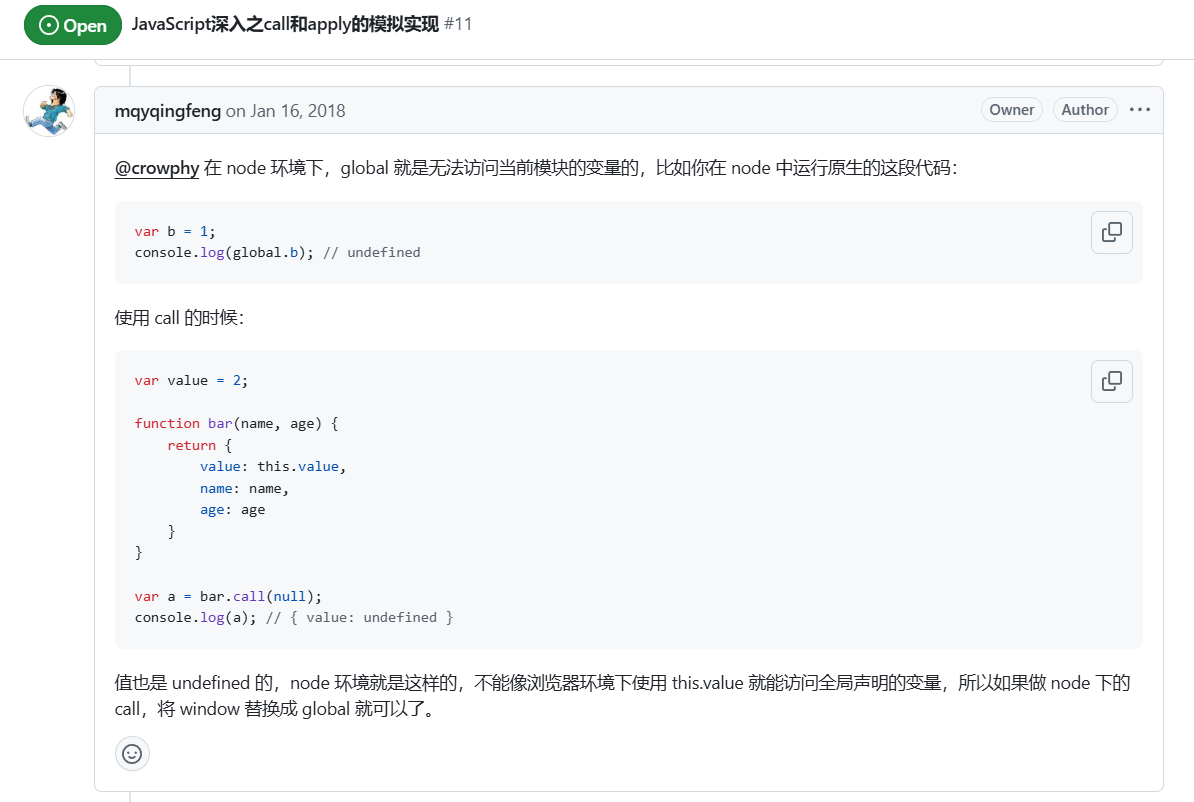 Open JavaScript深入之call和apply的模拟实现 #11
mqyqingfeng on Jan 16, 2018 Owner Author
@crowphy 在 node 环境下，global 就是无法访问当前模块的变量的，比如你在 node 中运行原生的这段代码：
var b = 1;
console.log(global.b); // undefined
使用 call 的时候：
var value = 2;
function bar(name, age) {
    return {
        value: this.value,
        name: name,
        age: age
    }
}
var a = bar.call(null);
console.log(a); // { value: undefined }
值也是 undefined 的，node 环境就是这样的，不能像浏览器环境下使用 this.value 就能访问全局声明的变量，所以如果做 node 下的
call，将 window 替换成 global 就可以了。